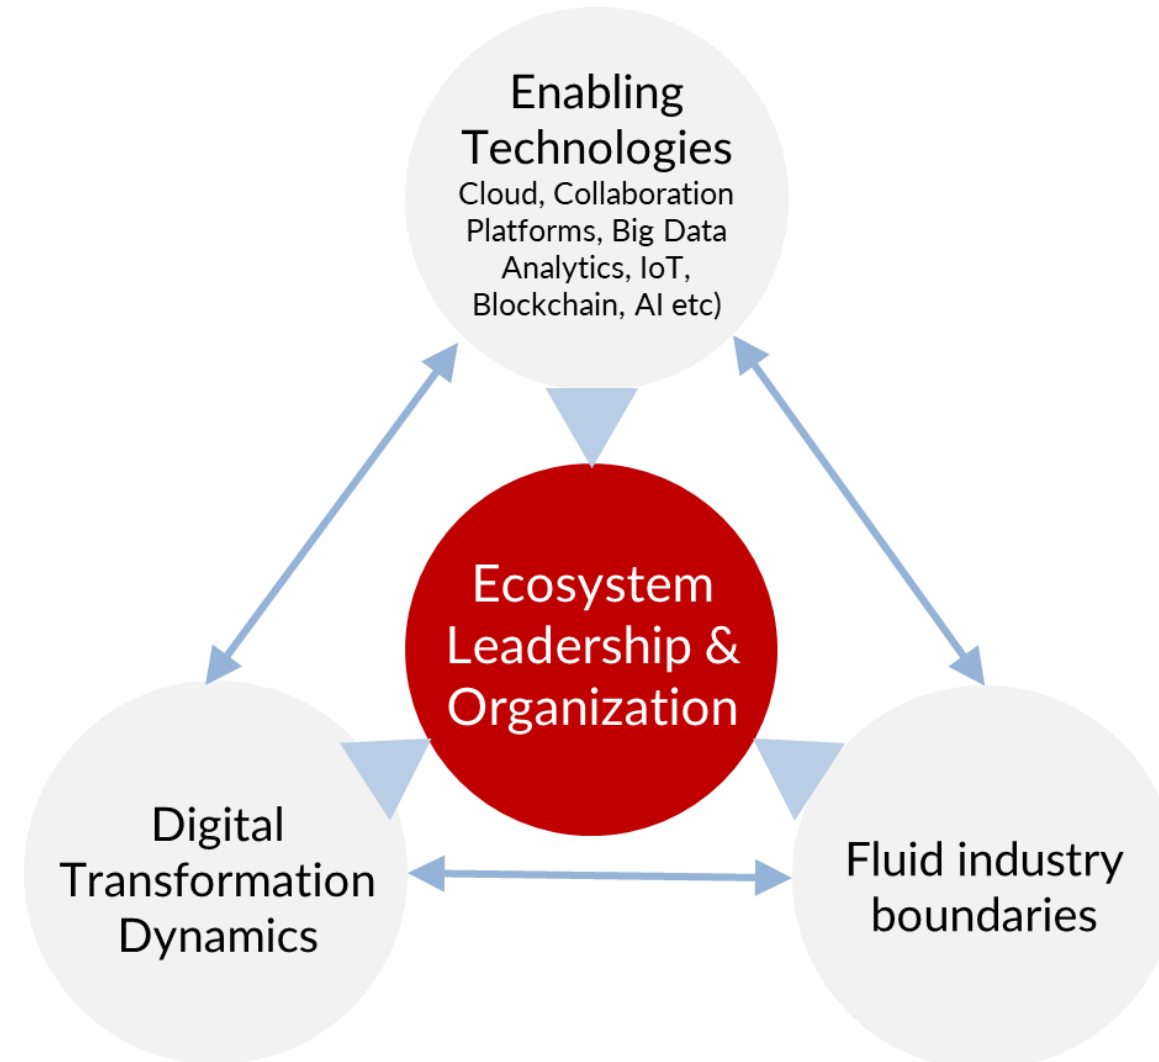 Enabling
Technologies
Cloud, Collaboration
Platforms, Big Data
Analytics, IoT,
Blockchain, AI etc)
Ecosystem
Leadership &
Organization
Digital
Transformation
Dynamics
Fluid industry
boundaries